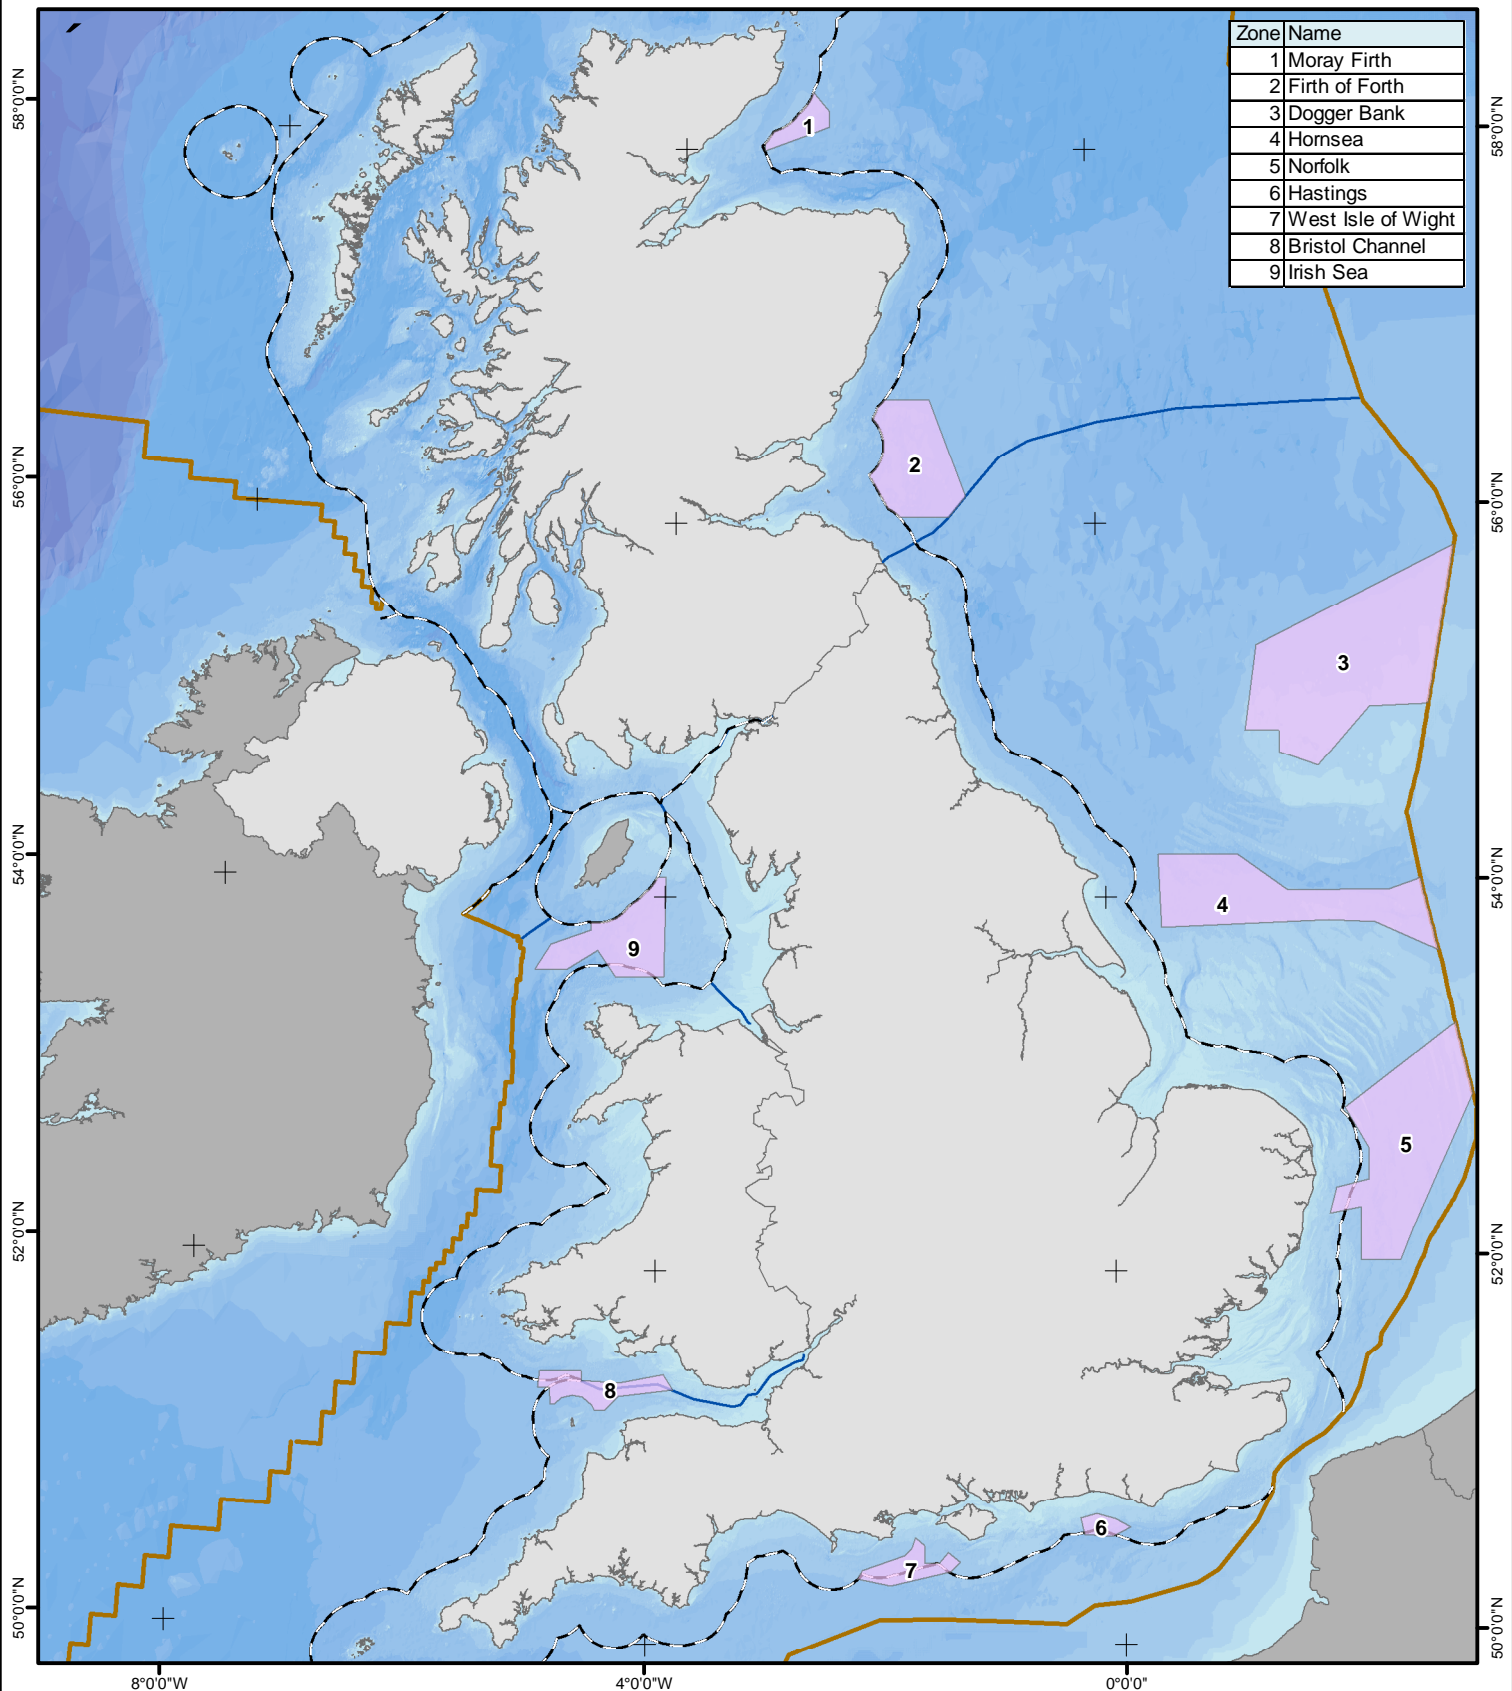 Zone Name
1 Moray Firth
2 Firth of Forth
3 Dogger Bank
4 Hornsea
5 Norfolk
6 Hastings
7 West Isle of Wight
8 Bristol Channel
9 Irish Sea
58°0'0"N
58°0'0"N
1
2
56°0'0"N
56°0'0"N
3
54°0'0"N
54°0'0"N
4
9
5
52°0'0"N
52°0'0"N
8
6
7
50°0'0"N
50°0'0"N
8°0'0"W
4°0'0"W
0°0'0"